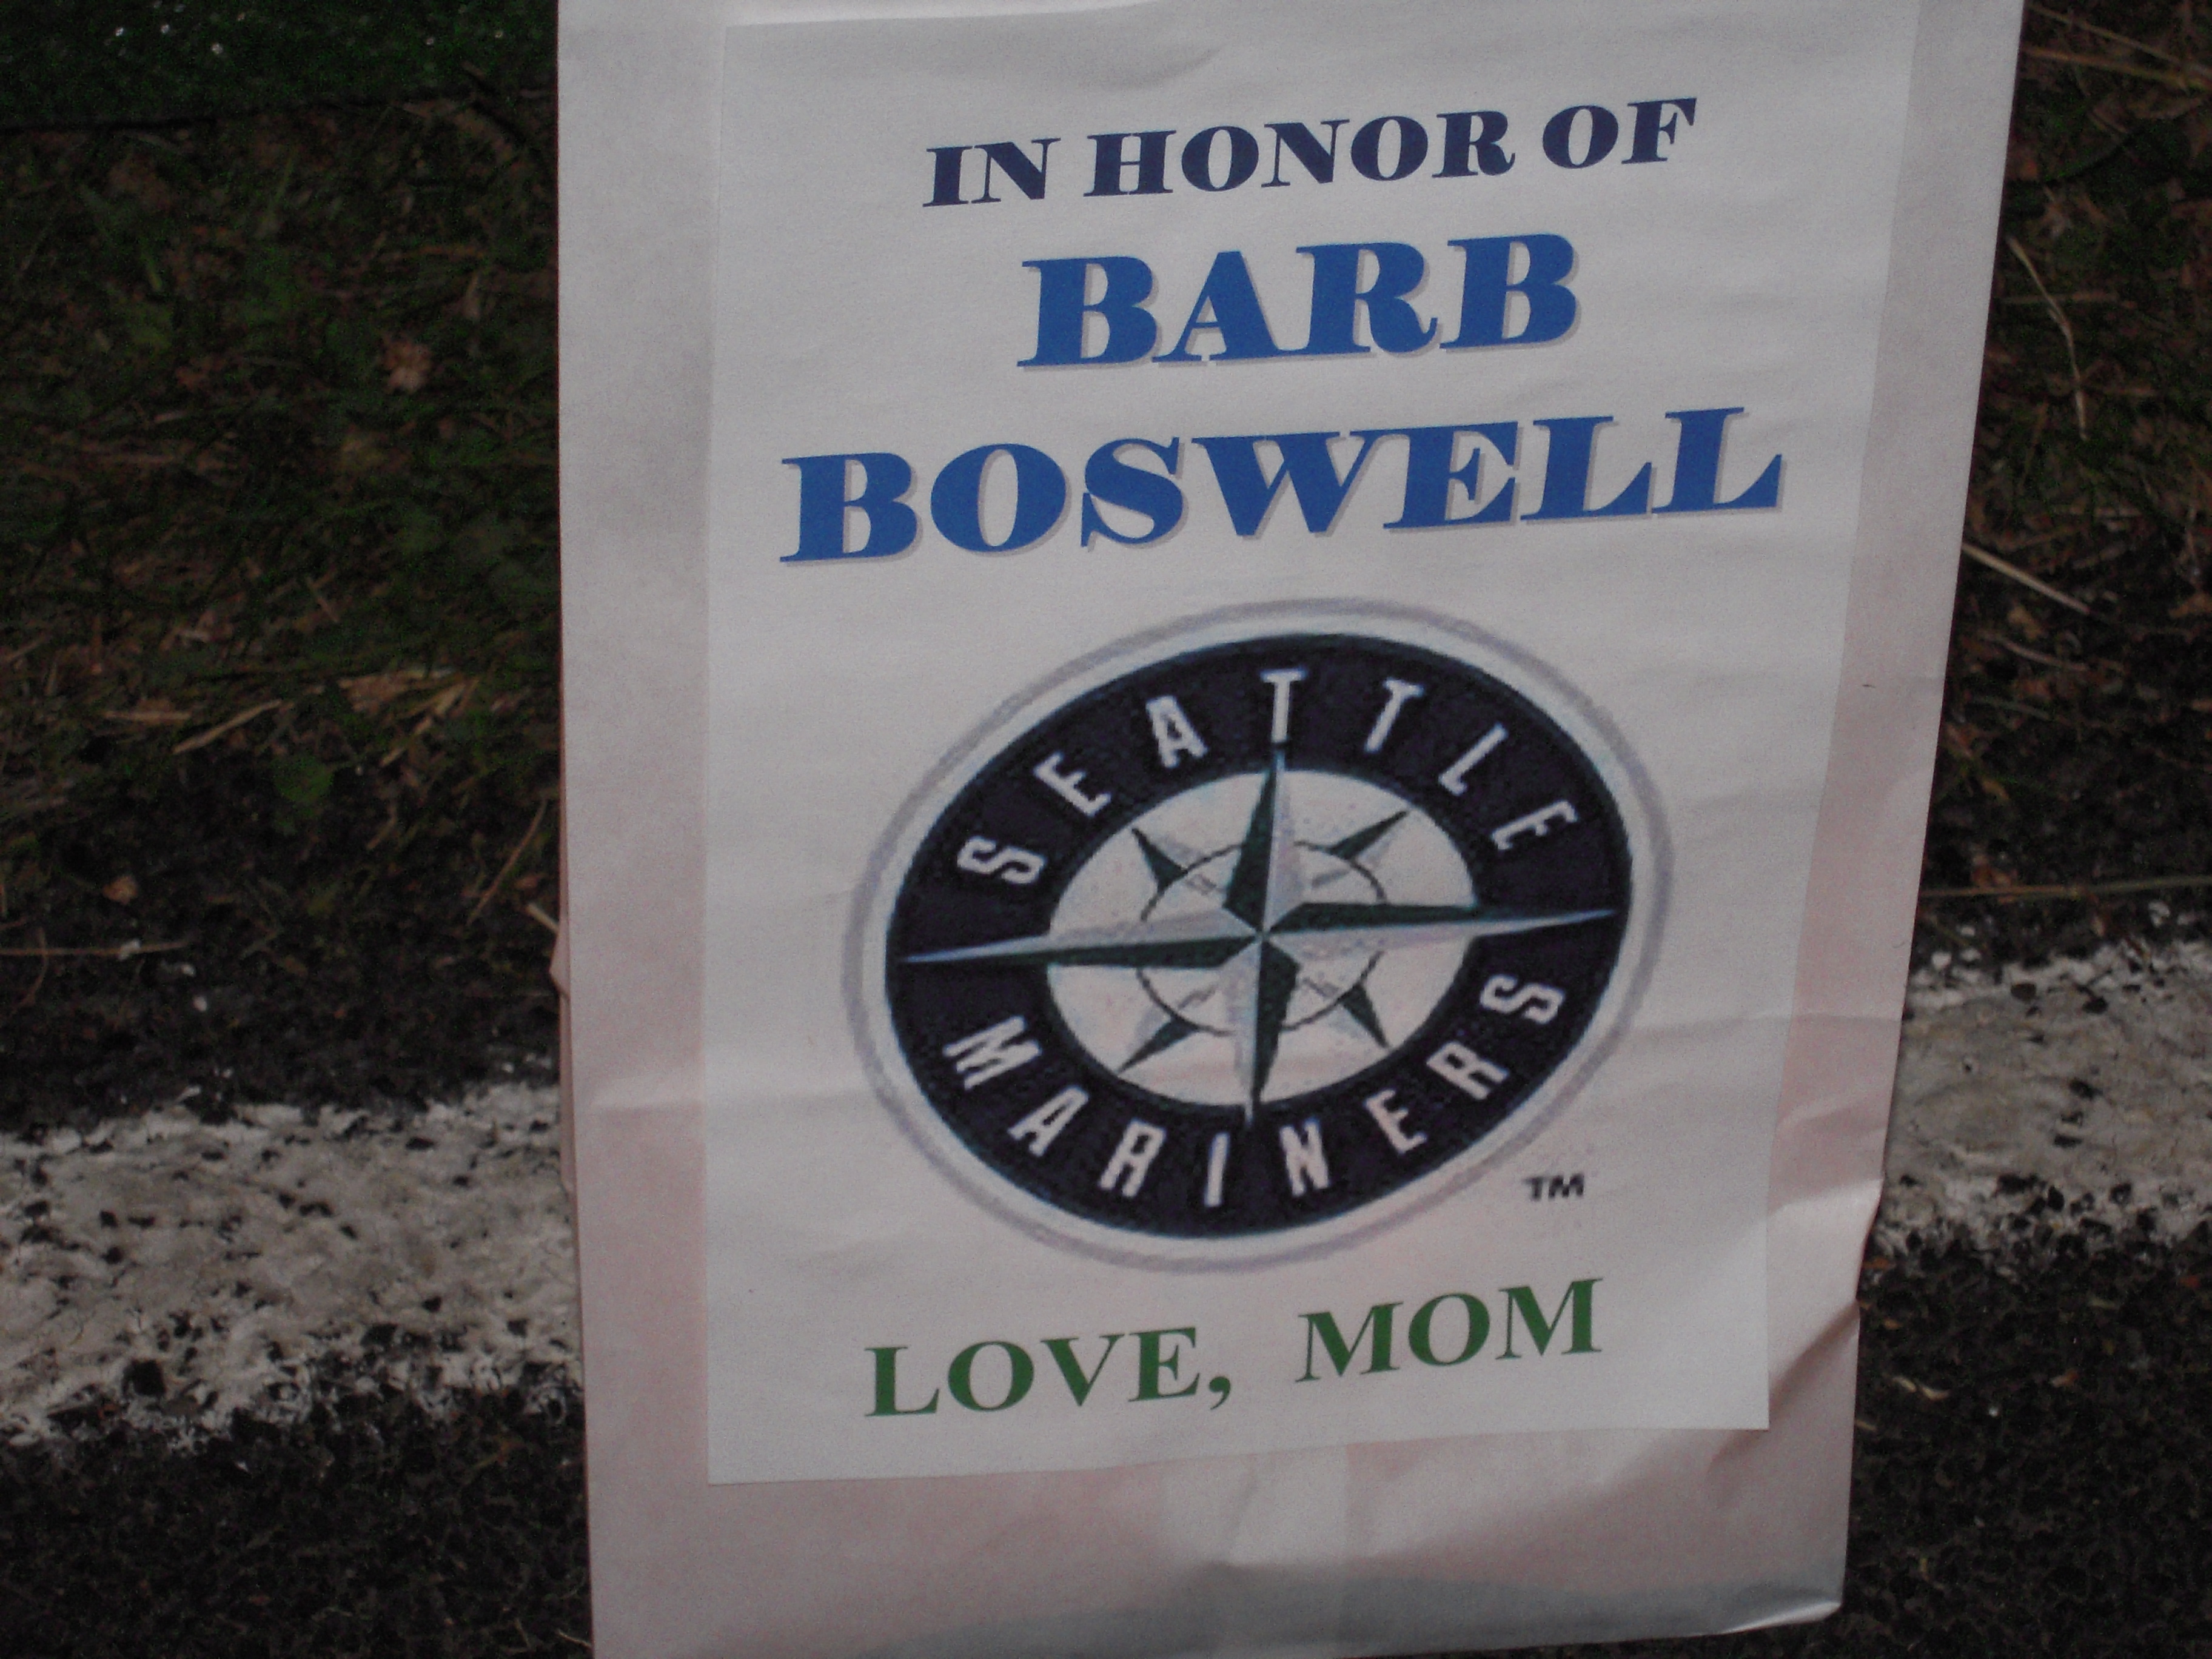 IN HONOR OF
BARB
BOSWELL
SEATTLE
MARINERS
TM
LOVE, MOM